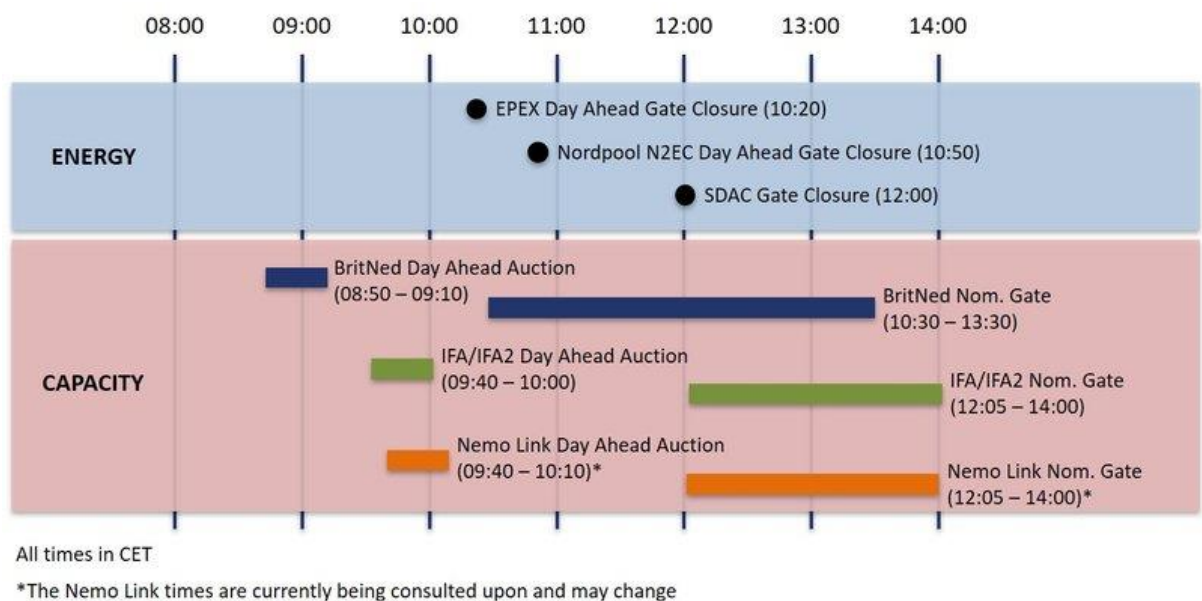 08:00 09:00 10:00 11:00 12:00 13:00 14:00
ENERGY
EPEX Day Ahead Gate Closure (10:20)
Nordpool N2EC Day Ahead Gate Closure (10:50)
SDAC Gate Closure (12:00)
CAPACITY
BritNed Day Ahead Auction
(08:50 – 09:10)
BritNed Nom. Gate
(10:30 – 13:30)
IFA/IFA2 Day Ahead Auction
(09:40 – 10:00)
IFA/IFA2 Nom. Gate
(12:05 – 14:00)
Nemo Link Day Ahead Auction
(09:40 – 10:10)*
Nemo Link Nom. Gate
(12:05 – 14:00)*
All times in CET
*The Nemo Link times are currently being consulted upon and may change